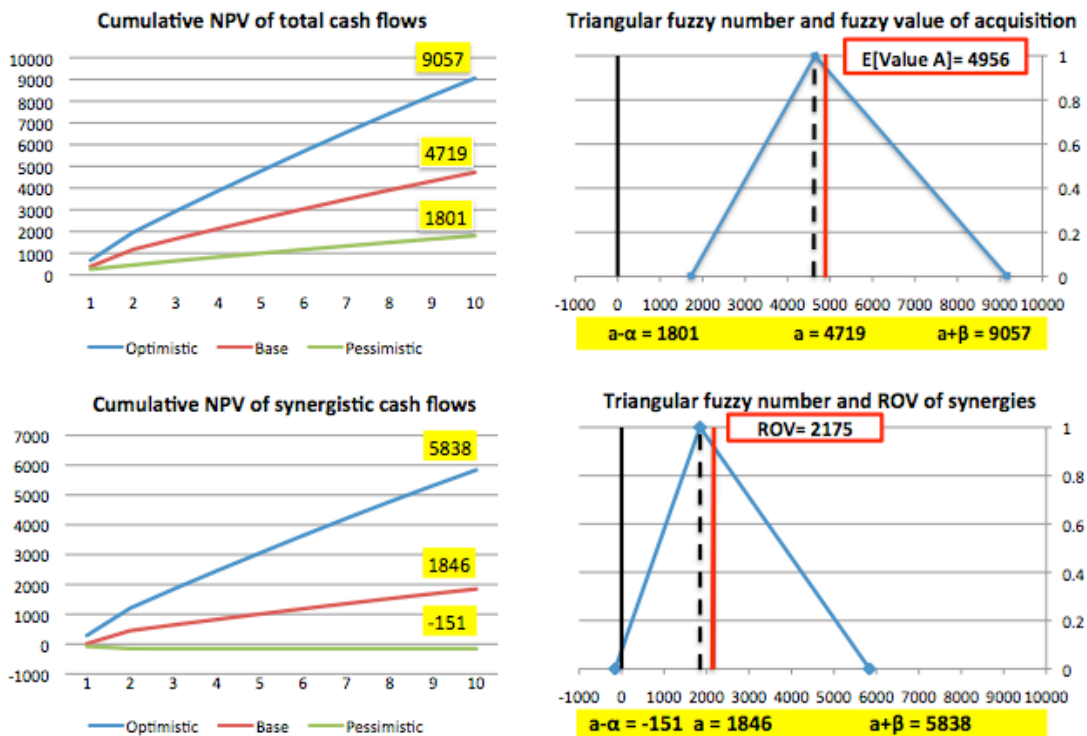 Cumulative NPV of total cash flows
10000
9000
8000
7000
6000
5000
4000
3000
2000
1000
0
9057
4719
1801
1 2 3 4 5 6 7 8 9 10
Optimistic Base Pessimistic
Triangular fuzzy number and fuzzy value of acquisition
E[Value A]= 4956
1
0.8
0.6
0.4
0.2
0
-1000 0 1000 2000 3000 4000 5000 6000 7000 8000 9000 10000
a-α = 1801 a = 4719 a+β = 9057
Cumulative NPV of synergistic cash flows
7000
6000
5000
4000
3000
2000
1000
0
-1000
5838
1846
-151
1 2 3 4 5 6 7 8 9 10
Optimistic Base Pessimistic
Triangular fuzzy number and ROV of synergies
ROV= 2175
1
0.8
0.6
0.4
0.2
0
-1000 0 1000 2000 3000 4000 5000 6000 7000 8000 9000 10000
a-α = -151 a = 1846 a+β = 5838